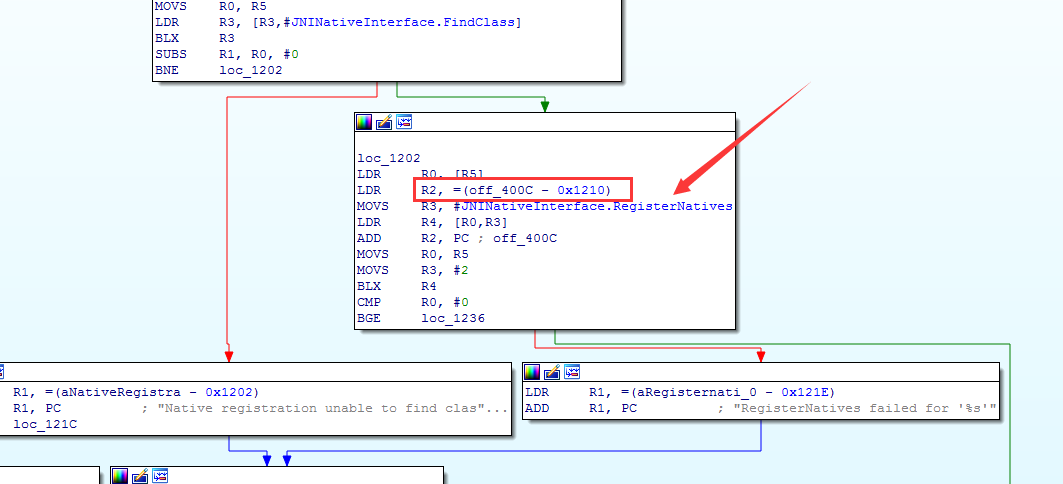 MOVS R0, R5
LDR R3, [R3,#JNINativeInterface.FindClass]
BLX R3
SUBS R1, R0, #0
BNE loc_1202
loc_1202
LDR R0, [R5]
LDR R2, =(off_400C - 0x1210)
MOVS R3, #JNINativeInterface.RegisterNatives
LDR R4, [R0,R3]
ADD R2, PC ; off_400C
MOVS R0, R5
MOVS R3, #2
BLX R4
CMP R0, #0
BGE loc_1236
R1, =(aNativeRegistra - 0x1202)
R1, PC ; "Native registration unable to find clas"...
loc_121C
LDR R1, =(aRegisternati_0 - 0x121E)
ADD R1, PC ; "RegisterNatives failed for '%s'"